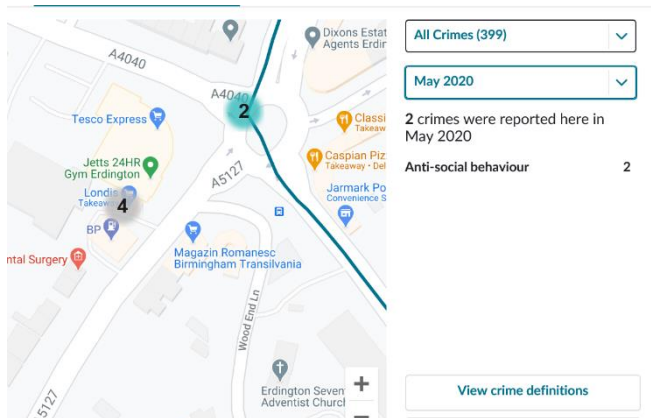 Dixons Estat
Agents Erdin
A4040
A4040
2
Tesco Express
Classi
Takeaw
Jetts 24HR
Gym Erdington
Caspian Piz
Takeaway • Del
A5127
Londis
Takeaw
4
Jarmark Po
Convenience S
BP
ntal Surgery
Magazin Romanesc
Birmingham Transilvania
Wood End Ln
Erdington Seven
Adventist Church
5127
+
All Crimes (399)
May 2020
2 crimes were reported here in
May 2020
Anti-social behaviour 2
View crime definitions